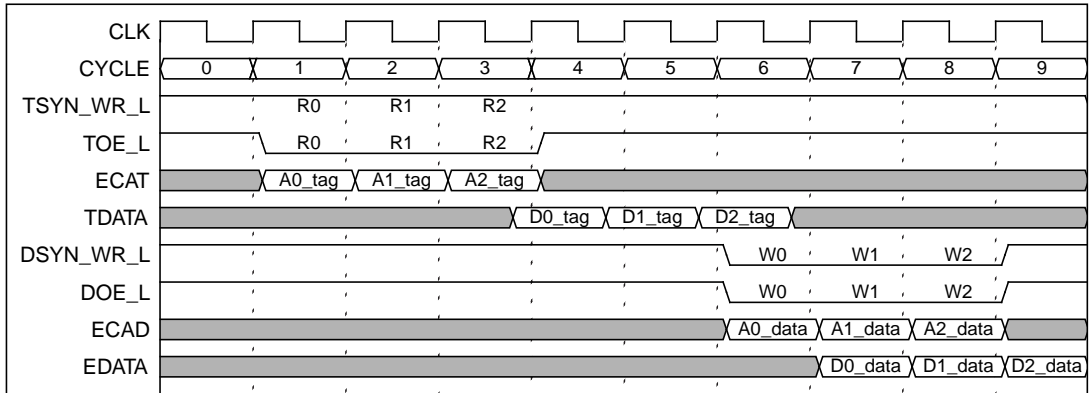 CLK
CYCLE 0 1 2 3 4 5 6 7 8 9
TSYN_WR_L R0 R1 R2
TOE_L R0 R1 R2
ECAT A0_tag A1_tag A2_tag
TDATA D0_tag D1_tag D2_tag
DSYN_WR_L W0 W1 W2
DOE_L W0 W1 W2
ECAD A0_data A1_data A2_data
EDATA D0_data D1_data D2_data